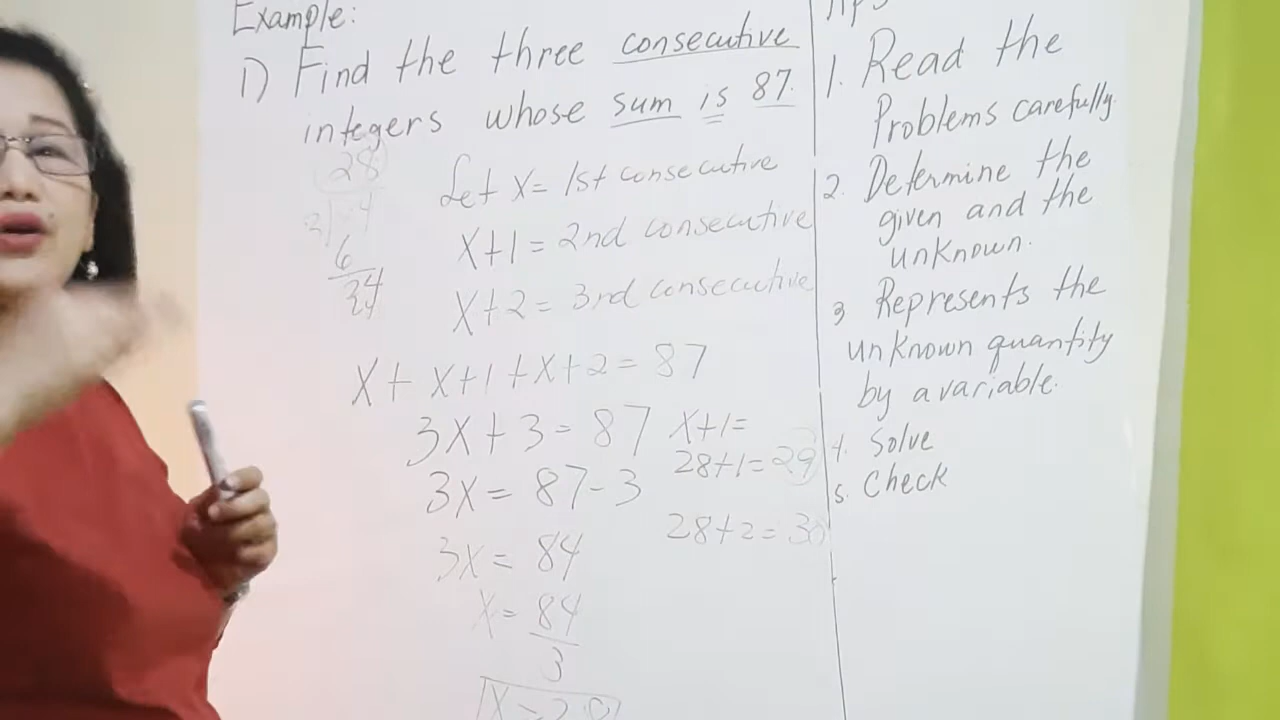 Example:
1) Find the three consecutive
integers whose sum is 87.
28
6
24
Let X = 1st consecutive
X+1 = 2nd consecutive
X+2 = 3rd consecutive
X + X+1 + X+2 = 87
3X + 3 = 87
3X = 87-3
3X = 84
X = 84
3
X = 28
X+1=
28+1=29
28+2=30
1. Read the
Problems carefully.
2. Determine the
given and the
unknown.
3 Represents the
unknown quantity
by a variable.
4. Solve
5. Check